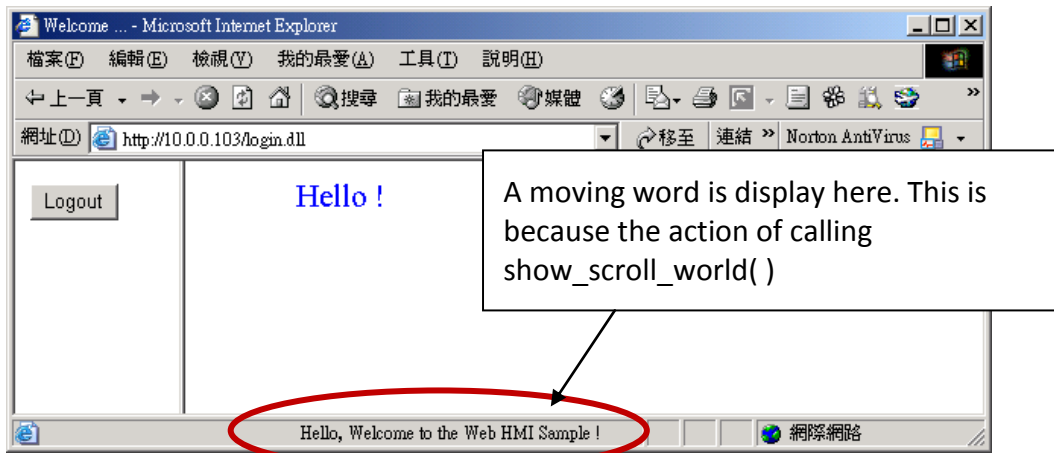 Welcome ... - Microsoft Internet Explorer
檔案(F) 編輯(E) 檢視(V) 我的最愛(A) 工具(T) 説明(H)
上一頁 搜尋 我的最愛 媒體 »
網址(D) http://10.0.0.103/login.dll 移至 連結 » Norton AntiVirus
Logout
Hello !
A moving word is display here. This is
because the action of calling
show_scroll_world( )
Hello, Welcome to the Web HMI Sample !
網際網路